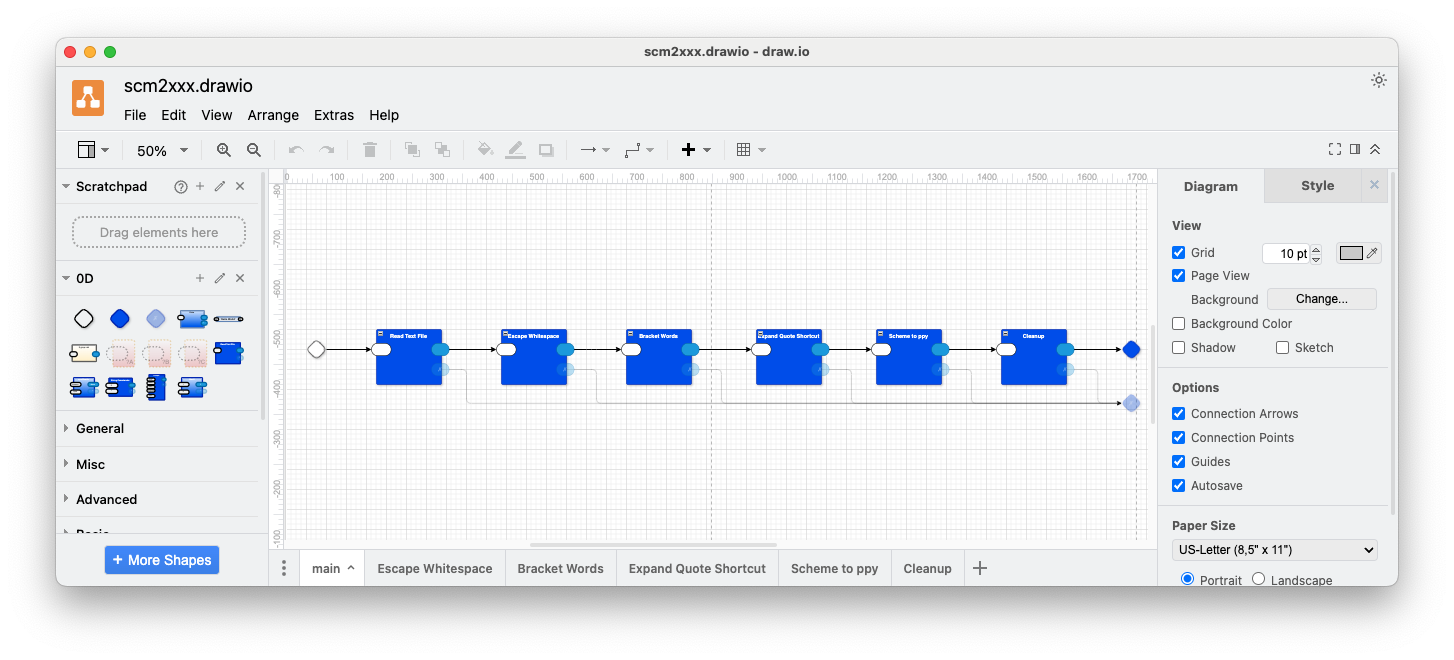 scm2xxx.drawio - draw.io
scm2xxx.drawio
File Edit View Arrange Extras Help
50%
Scratchpad
Drag elements here
0D
General
Misc
Advanced
Basic
+ More Shapes
0 100 200 300 400 500 600 700 800 900 1000 1100 1200 1300 1400 1500 1600 1700
-80
-700
-600
-500
-400
-300
-200
-100
Read Text File
Escape Whitespace
Bracket Words
Expand Quote Shortcut
Scheme to ppy
Cleanup
main Escape Whitespace Bracket Words Expand Quote Shortcut Scheme to ppy Cleanup
Diagram Style
View
Grid 10 pt
Page View
Background Change...
Background Color
Shadow Sketch
Options
Connection Arrows
Connection Points
Guides
Autosave
Paper Size
US-Letter (8,5" x 11")
Portrait Landscape